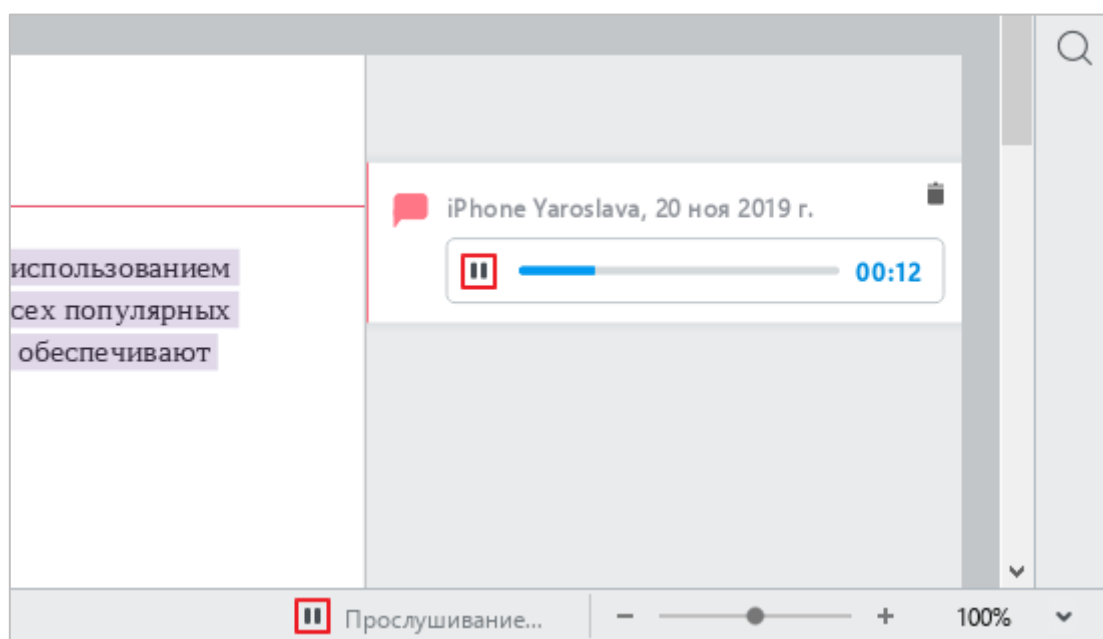 iPhone Yaroslava, 20 ноя 2019 г.
00:12
использованием
сех популярных
обеспечивают
Прослушивание...
100%